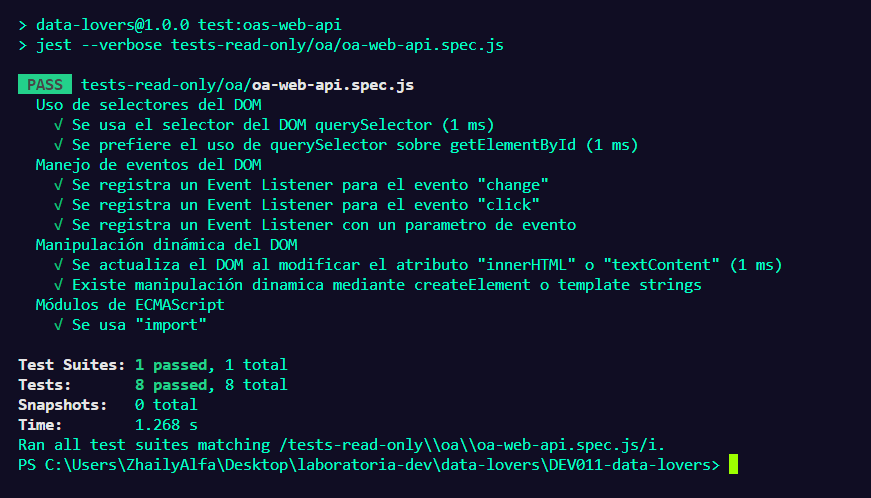 > data-lovers@1.0.0 test:oas-web-api
> jest --verbose tests-read-only/oa/oa-web-api.spec.js
PASS tests-read-only/oa/oa-web-api.spec.js
Uso de selectores del DOM
√ Se usa el selector del DOM querySelector (1 ms)
√ Se prefiere el uso de querySelector sobre getElementById (1 ms)
Manejo de eventos del DOM
√ Se registra un Event Listener para el evento "change"
√ Se registra un Event Listener para el evento "click"
√ Se registra un Event Listener con un parametro de evento
Manipulación dinámica del DOM
√ Se actualiza el DOM al modificar el atributo "innerHTML" o "textContent" (1 ms)
√ Existe manipulación dinamica mediante createElement o template strings
Módulos de ECMAScript
√ Se usa "import"
Test Suites: 1 passed, 1 total
Tests: 8 passed, 8 total
Snapshots: 0 total
Time: 1.268 s
Ran all test suites matching /tests-read-only\\oa\\oa-web-api.spec.js/i.
PS C:\Users\ZhailyAlfa\Desktop\laboratoria-dev\data-lovers\DEV011-data-lovers>